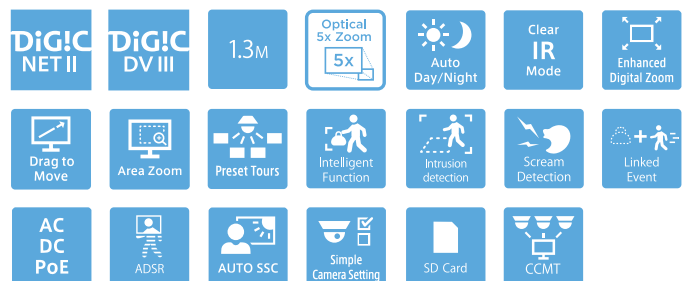 DiG!C
NET II
DiG!C
DV III
1.3M
Optical
5x Zoom
5x
Auto
Day/Night
Clear
IR
Mode
Enhanced
Digital Zoom
Drag to
Move
Area Zoom
Preset Tours
Intelligent
Function
Intrusion
detection
Scream
Detection
Linked
Event
AC
DC
PoE
ADSR
AUTO SSC
Simple
Camera Setting
SD Card
CCMT